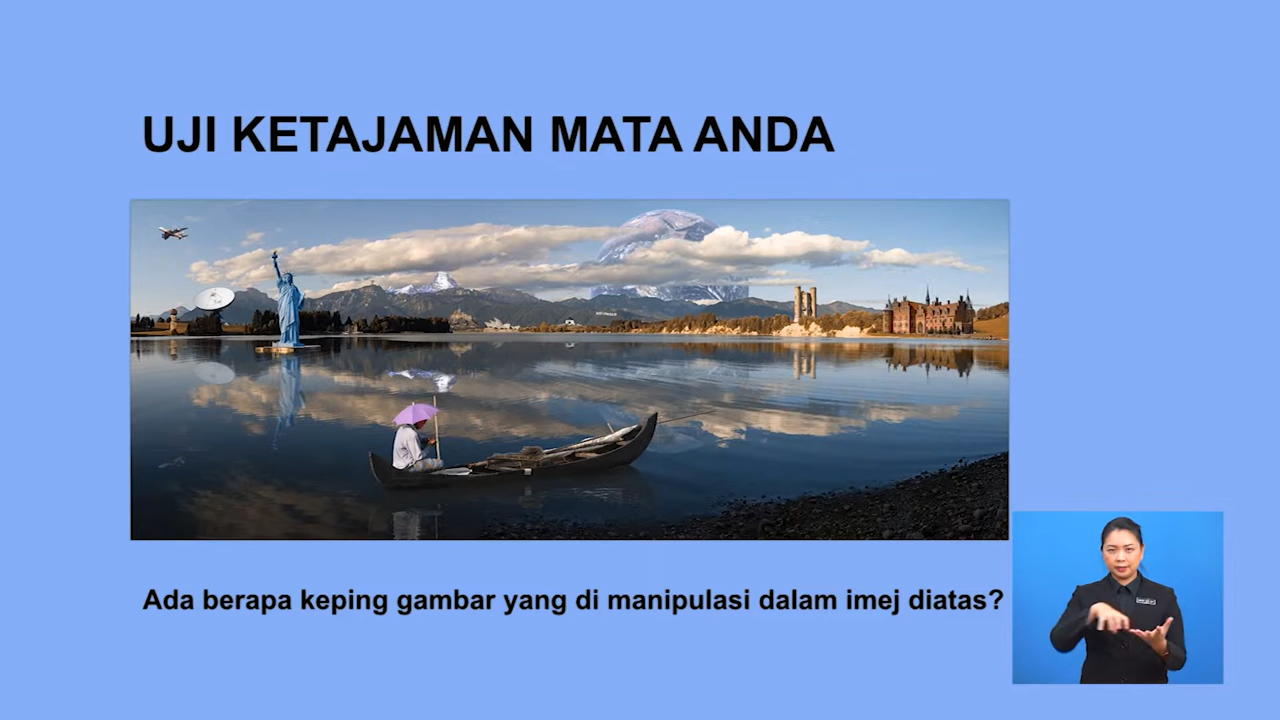 UJI KETAJAMAN MATA ANDA
Ada berapa keping gambar yang di manipulasi dalam imej diatas?